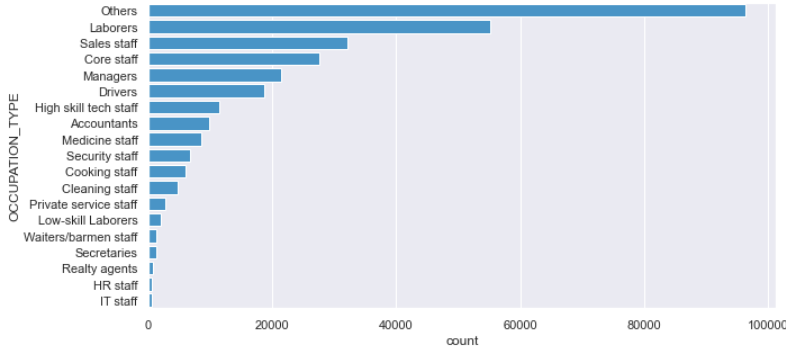 OCCUPATION_TYPE
Others
Laborers
Sales staff
Core staff
Managers
Drivers
High skill tech staff
Accountants
Medicine staff
Security staff
Cooking staff
Cleaning staff
Private service staff
Low-skill Laborers
Waiters/barmen staff
Secretaries
Realty agents
HR staff
IT staff
0 20000 40000 60000 80000 100000
count